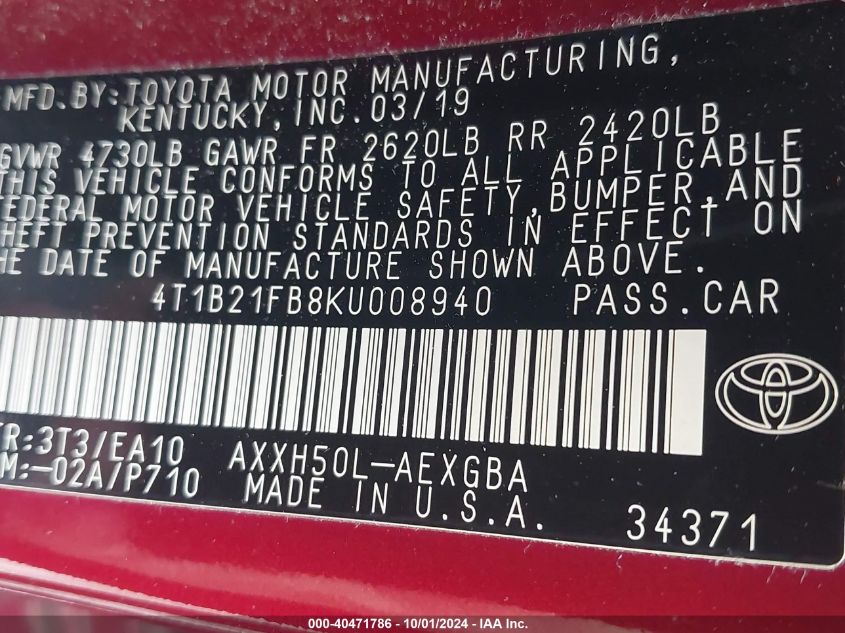 MFD.BY:TOYOTA MOTOR MANUFACTURING,
KENTUCKY, INC. 03/19
GVWR 4730LB GAWR FR 2620LB RR 2420LB
THIS VEHICLE CONFORMS TO ALL APPLICABLE
FEDERAL MOTOR VEHICLE SAFETY, BUMPER, AND
HEFT PREVENTION STANDARDS IN EFFECT ON
HE DATE OF MANUFACTURE SHOWN ABOVE.
4T1B21FB8KU008940 PASS.CAR
R:3T3/EA10 AXXH50L-AEXGBA
M:-02A/P710 MADE IN U.S.A. 34371
000-40471786 - 10/01/2024 - IAA Inc.